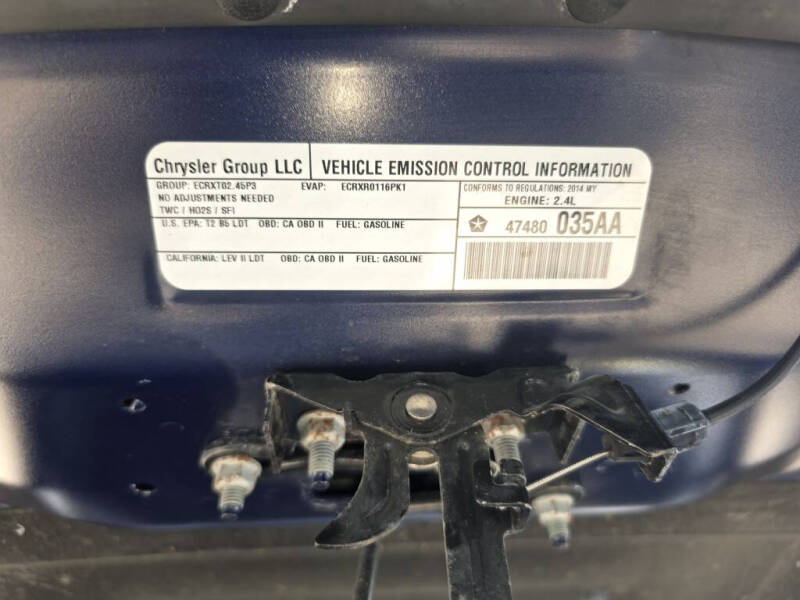 Chrysler Group LLC VEHICLE EMISSION CONTROL INFORMATION
GROUP: ECRXT02.45P3 EVAP: ECRXR0116PK1
NO ADJUSTMENTS NEEDED
TWC / HO2S / SFI
CONFORMS TO REGULATIONS: 2014 MY
ENGINE: 2.4L
U.S. EPA: T2 B5 LDT OBD: CA OBD II FUEL: GASOLINE
47480 035AA
CALIFORNIA: LEV II LDT OBD: CA OBD II FUEL: GASOLINE